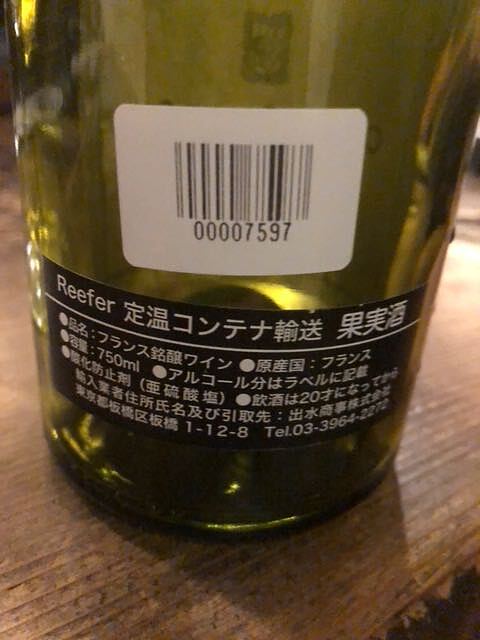 00007597
Reefer 定温コンテナ輸送 果実酒
●品名：フランス銘醸ワイン ●原産国：フランス
●容量：750ml ●アルコール分はラベルに記載
●酸化防止剤（亜硫酸塩）●飲酒は20才になってから
輸入業者住所氏名及び引取先：出水商事株式会社
東京都板橋区板橋 1-12-8 Tel.03-3964-2272